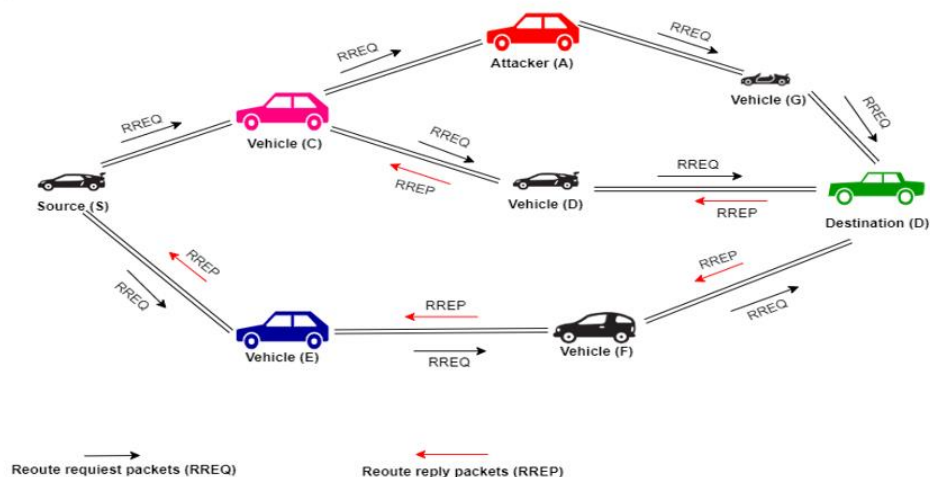 RREQ
Attacker (A)
RREQ
Vehicle (G)
RREQ
RREQ
Vehicle (C)
RREQ
RREP
Source (S)
Vehicle (D)
RREQ
RREP
Destination (D)
RREP
RREQ
Vehicle (E)
RREP
RREQ
Vehicle (F)
RREP
RREQ
Reoute requiest packets (RREQ)
Reoute reply packets (RREP)